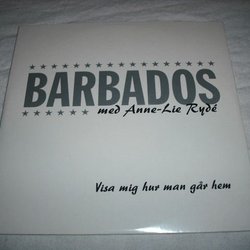 BARBADOS
med Anne-Lie Rydé
Visa mig hur man går hem